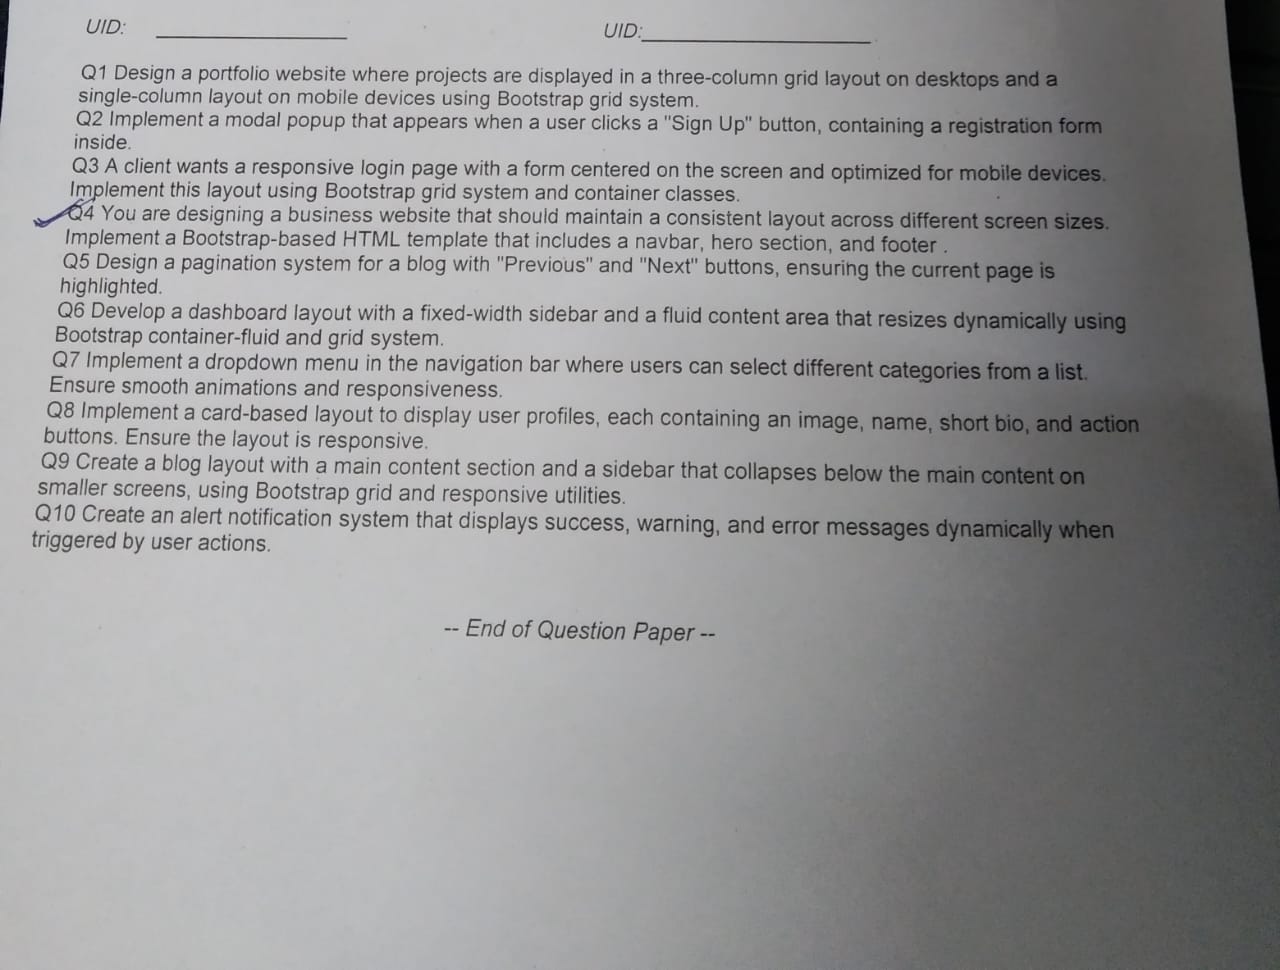 UID: ________________ UID:____________________
Q1 Design a portfolio website where projects are displayed in a three-column grid layout on desktops and a
single-column layout on mobile devices using Bootstrap grid system.
Q2 Implement a modal popup that appears when a user clicks a "Sign Up" button, containing a registration form
inside.
Q3 A client wants a responsive login page with a form centered on the screen and optimized for mobile devices.
Implement this layout using Bootstrap grid system and container classes.
Q4 You are designing a business website that should maintain a consistent layout across different screen sizes.
Implement a Bootstrap-based HTML template that includes a navbar, hero section, and footer .
Q5 Design a pagination system for a blog with "Previous" and "Next" buttons, ensuring the current page is
highlighted.
Q6 Develop a dashboard layout with a fixed-width sidebar and a fluid content area that resizes dynamically using
Bootstrap container-fluid and grid system.
Q7 Implement a dropdown menu in the navigation bar where users can select different categories from a list.
Ensure smooth animations and responsiveness.
Q8 Implement a card-based layout to display user profiles, each containing an image, name, short bio, and action
buttons. Ensure the layout is responsive.
Q9 Create a blog layout with a main content section and a sidebar that collapses below the main content on
smaller screens, using Bootstrap grid and responsive utilities.
Q10 Create an alert notification system that displays success, warning, and error messages dynamically when
triggered by user actions.
-- End of Question Paper --